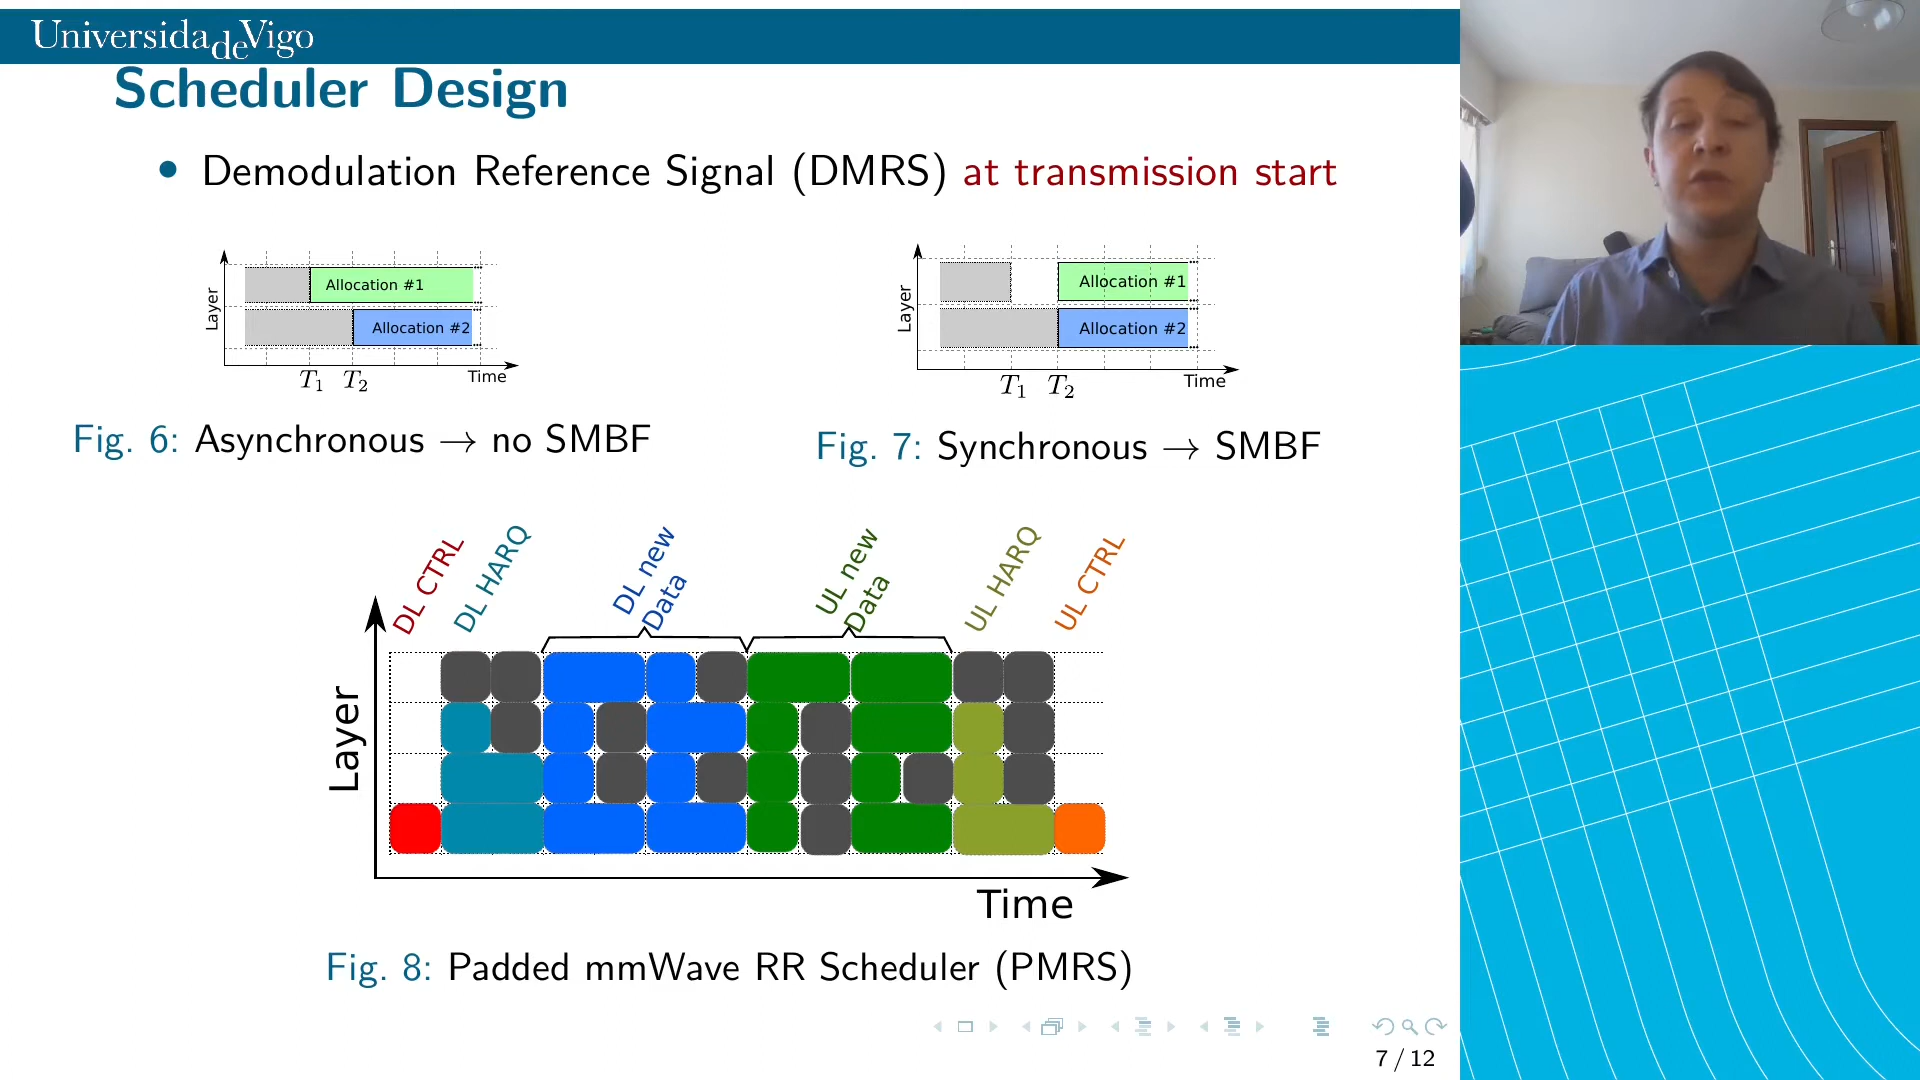 UniversidadeVigo
Scheduler Design
• Demodulation Reference Signal (DMRS) at transmission start
Layer
Allocation #1
Allocation #2
T1 T2
Time
Fig. 6: Asynchronous → no SMBF
Layer
Allocation #1
Allocation #2
T1 T2
Time
Fig. 7: Synchronous → SMBF
DL CTRL
DL HARQ
DL new
Data
UL new
Data
UL HARQ
UL CTRL
Layer
Time
Fig. 8: Padded mmWave RR Scheduler (PMRS)
7 / 12